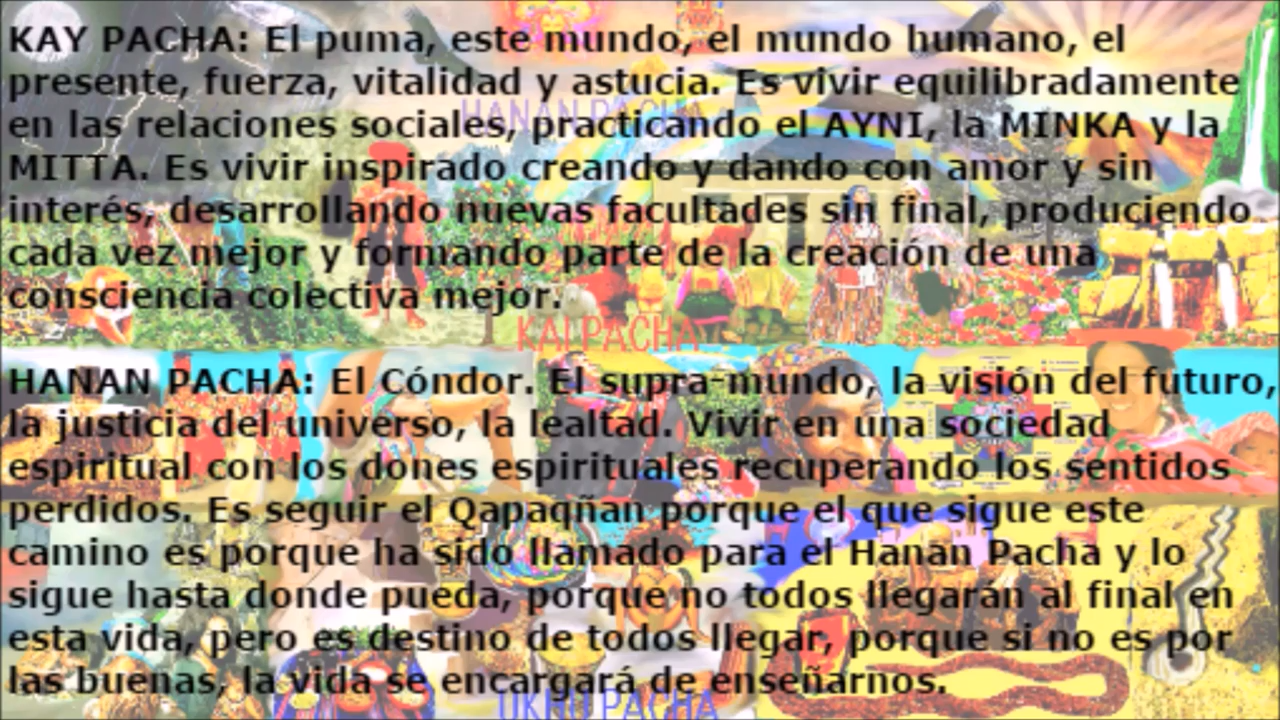 KAY PACHA: El puma, este mundo, el mundo humano, el
presente, fuerza, vitalidad y astucia. Es vivir equilibradamente
HANAN PACHA
en las relaciones sociales, practicando el AYNI, la MINKA y la
MITTA. Es vivir inspirado creando y dando con amor y sin
interés, desarrollando nuevas facultades sin final, produciendo
cada vez mejor y formando parte de la creación de una
consciencia colectiva mejor.
KAI PACHA
HANAN PACHA: El Cóndor. El supra-mundo, la visión del futuro,
la justicia del universo, la lealtad. Vivir en una sociedad
espiritual con los dones espirituales recuperando los sentidos
perdidos. Es seguir el Qapaqñan porque el que sigue este
camino es porque ha sido llamado para el Hanan Pacha y lo
sigue hasta donde pueda, porque no todos llegarán al final en
esta vida, pero es destino de todos llegar, porque si no es por
las buenas, la vida se encargará de enseñarnos.
UKHU PACHA